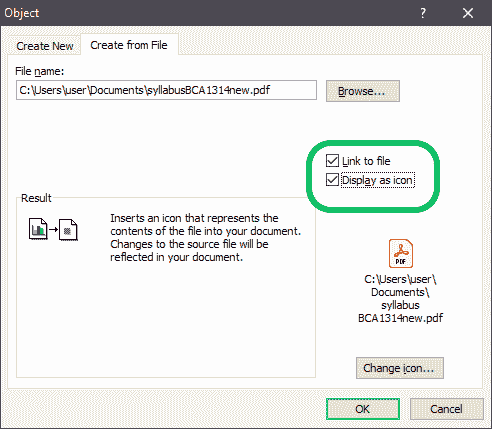 Object
?
Create New
Create from File
File name:
C:\Users\user\Documents\syllabusBCA1314new.pdf
Browse...
Link to file
Display as icon
Result
Inserts an icon that represents the
contents of the file into your document.
Changes to the source file will be
reflected in your document.
PDF
C:\Users\user\
Documents\
syllabus
BCA1314new.pdf
Change icon...
OK
Cancel